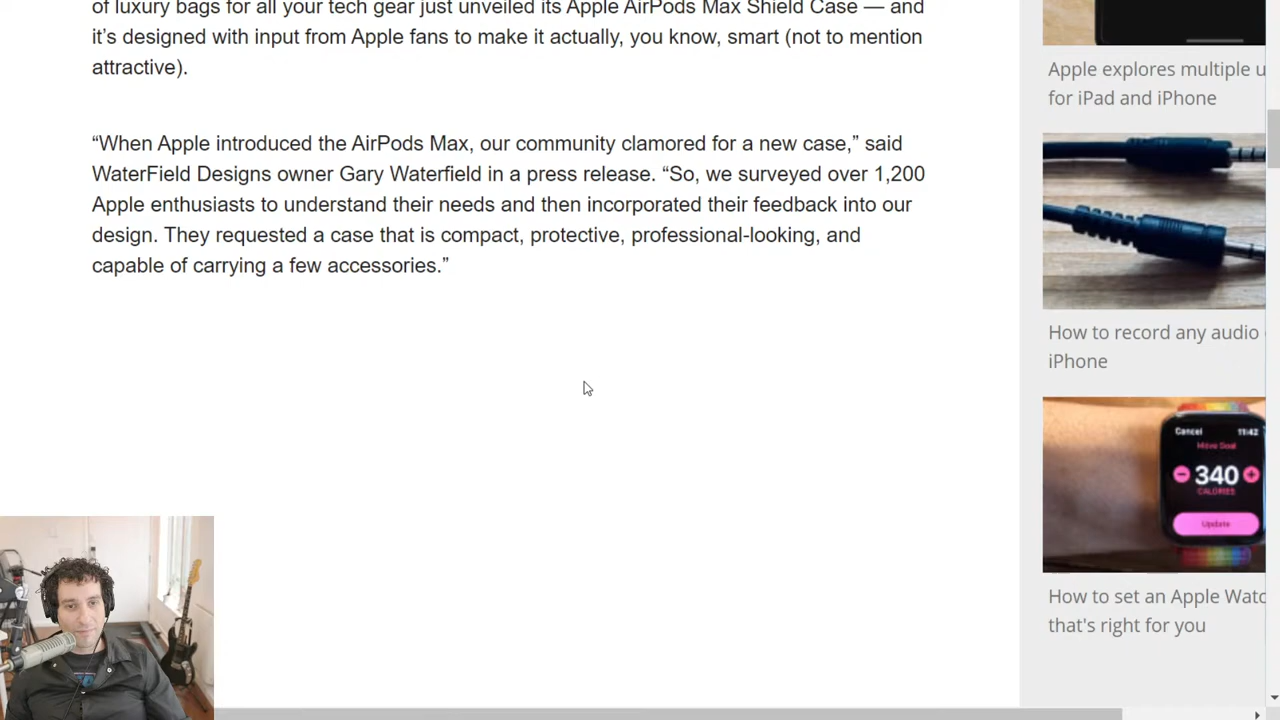 of luxury bags for all your tech gear just unveiled its Apple AirPods Max Shield Case — and
it’s designed with input from Apple fans to make it actually, you know, smart (not to mention
attractive).
“When Apple introduced the AirPods Max, our community clamored for a new case,” said
WaterField Designs owner Gary Waterfield in a press release. “So, we surveyed over 1,200
Apple enthusiasts to understand their needs and then incorporated their feedback into our
design. They requested a case that is compact, protective, professional-looking, and
capable of carrying a few accessories.”
Apple explores multiple u
for iPad and iPhone
How to record any audio
iPhone
Cancel 11:42
Move Goal
340
CALORIES
Update
How to set an Apple Watc
that's right for you